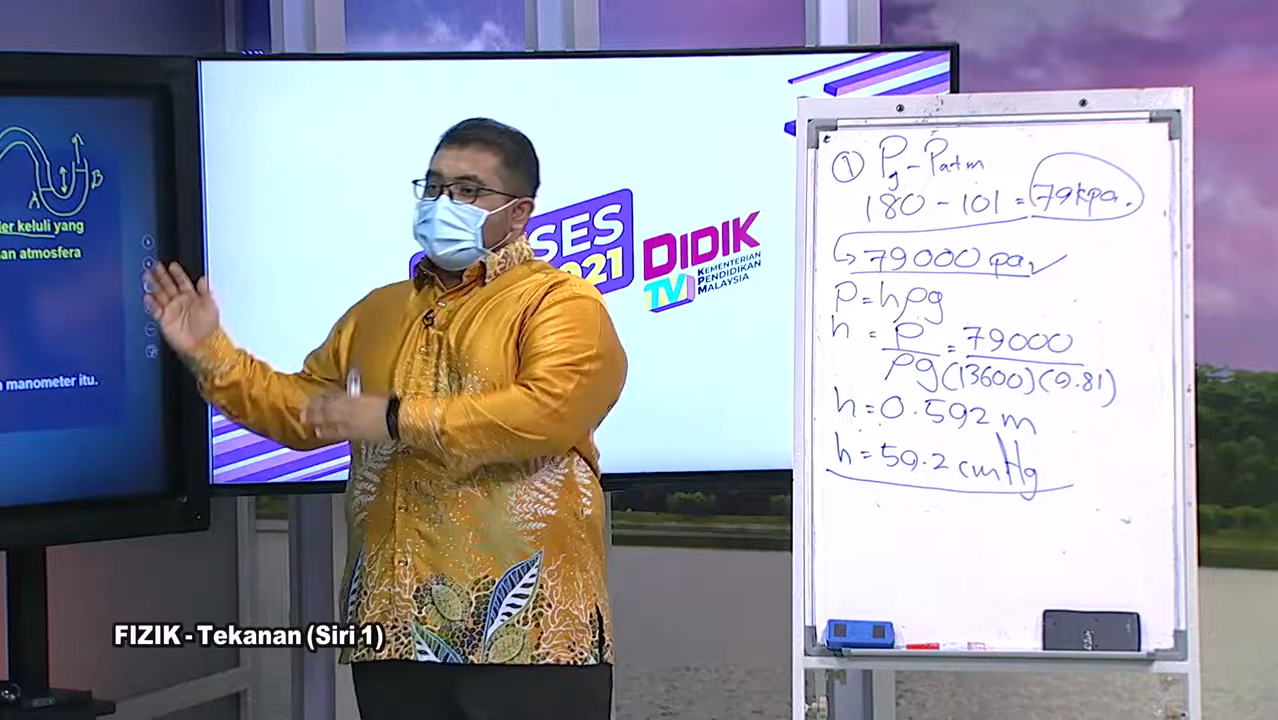 A
B
der keluli yang
an atmosfera
manometer itu.
SES
2021
DIDIK
TV
KEMENTERIAN
PENDIDIKAN
MALAYSIA
① Pg - Patm
180 - 101 = 79kpa.
↳ 79000 pa ✓
P = hρg
h = P/ρg = 79000/(13600)(9.81)
h = 0.592 m
h = 59.2 cmHg
FIZIK - Tekanan (Siri 1)